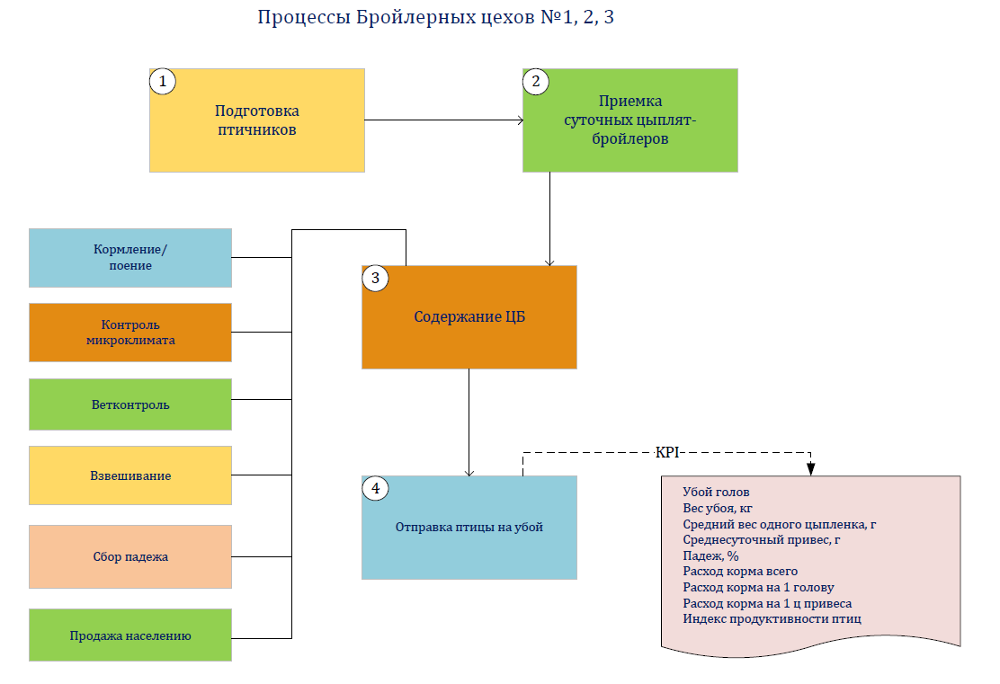 Процессы Бройлерных цехов №1, 2, 3
1
Подготовка
птичников
2
Приемка
суточных цыплят-
бройлеров
Кормление/
поение
Контроль
микроклимата
Ветконтроль
Взвешивание
Сбор падежа
Продажа населению
3
Содержание ЦБ
4
Отправка птицы на убой
KPI
Убой голов
Вес убоя, кг
Средний вес одного цыпленка, г
Среднесуточный привес, г
Падеж, %
Расход корма всего
Расход корма на 1 голову
Расход корма на 1 ц привеса
Индекс продуктивности птиц